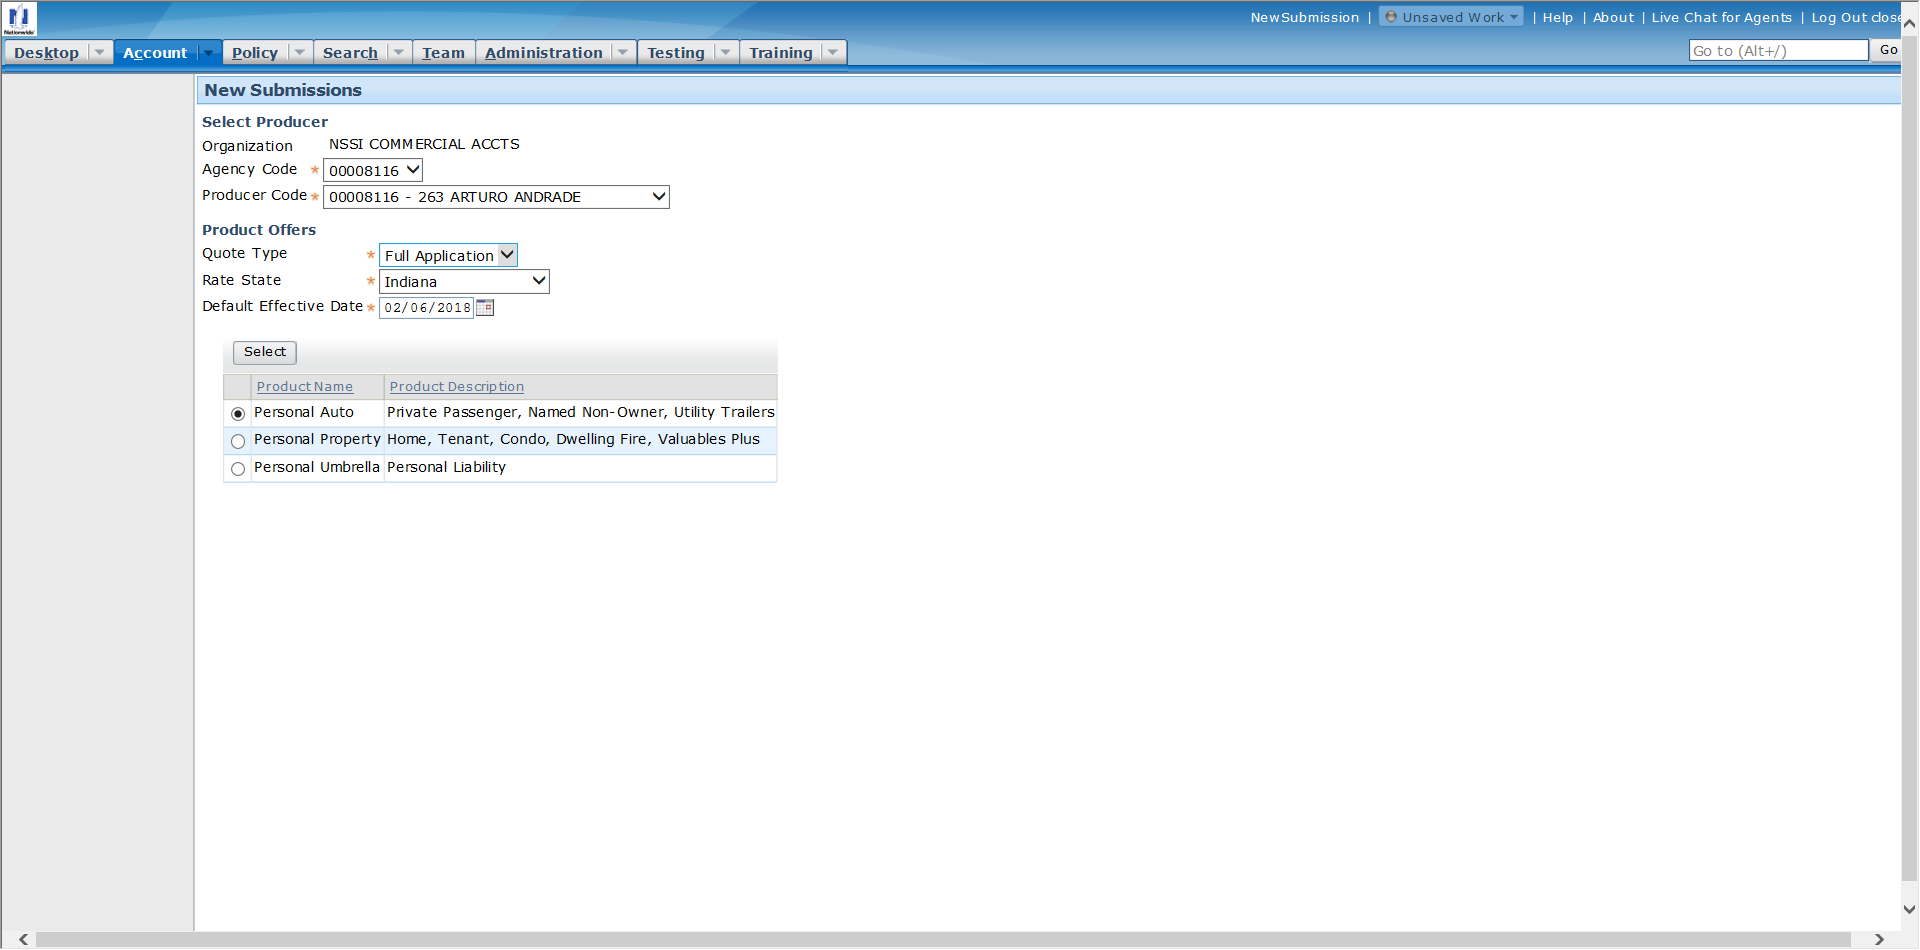 Nationwide
NewSubmission | Unsaved Work | Help | About | Live Chat for Agents | Log Out close
Desktop Account Policy Search Team Administration Testing Training Go to (Alt+/) Go
New Submissions
Select Producer
Organization NSSI COMMERCIAL ACCTS
Agency Code * 00008116
Producer Code * 00008116 - 263 ARTURO ANDRADE
Product Offers
Quote Type * Full Application
Rate State * Indiana
Default Effective Date * 02/06/2018
Select
Product Name Product Description
Personal Auto Private Passenger, Named Non-Owner, Utility Trailers
Personal Property Home, Tenant, Condo, Dwelling Fire, Valuables Plus
Personal Umbrella Personal Liability